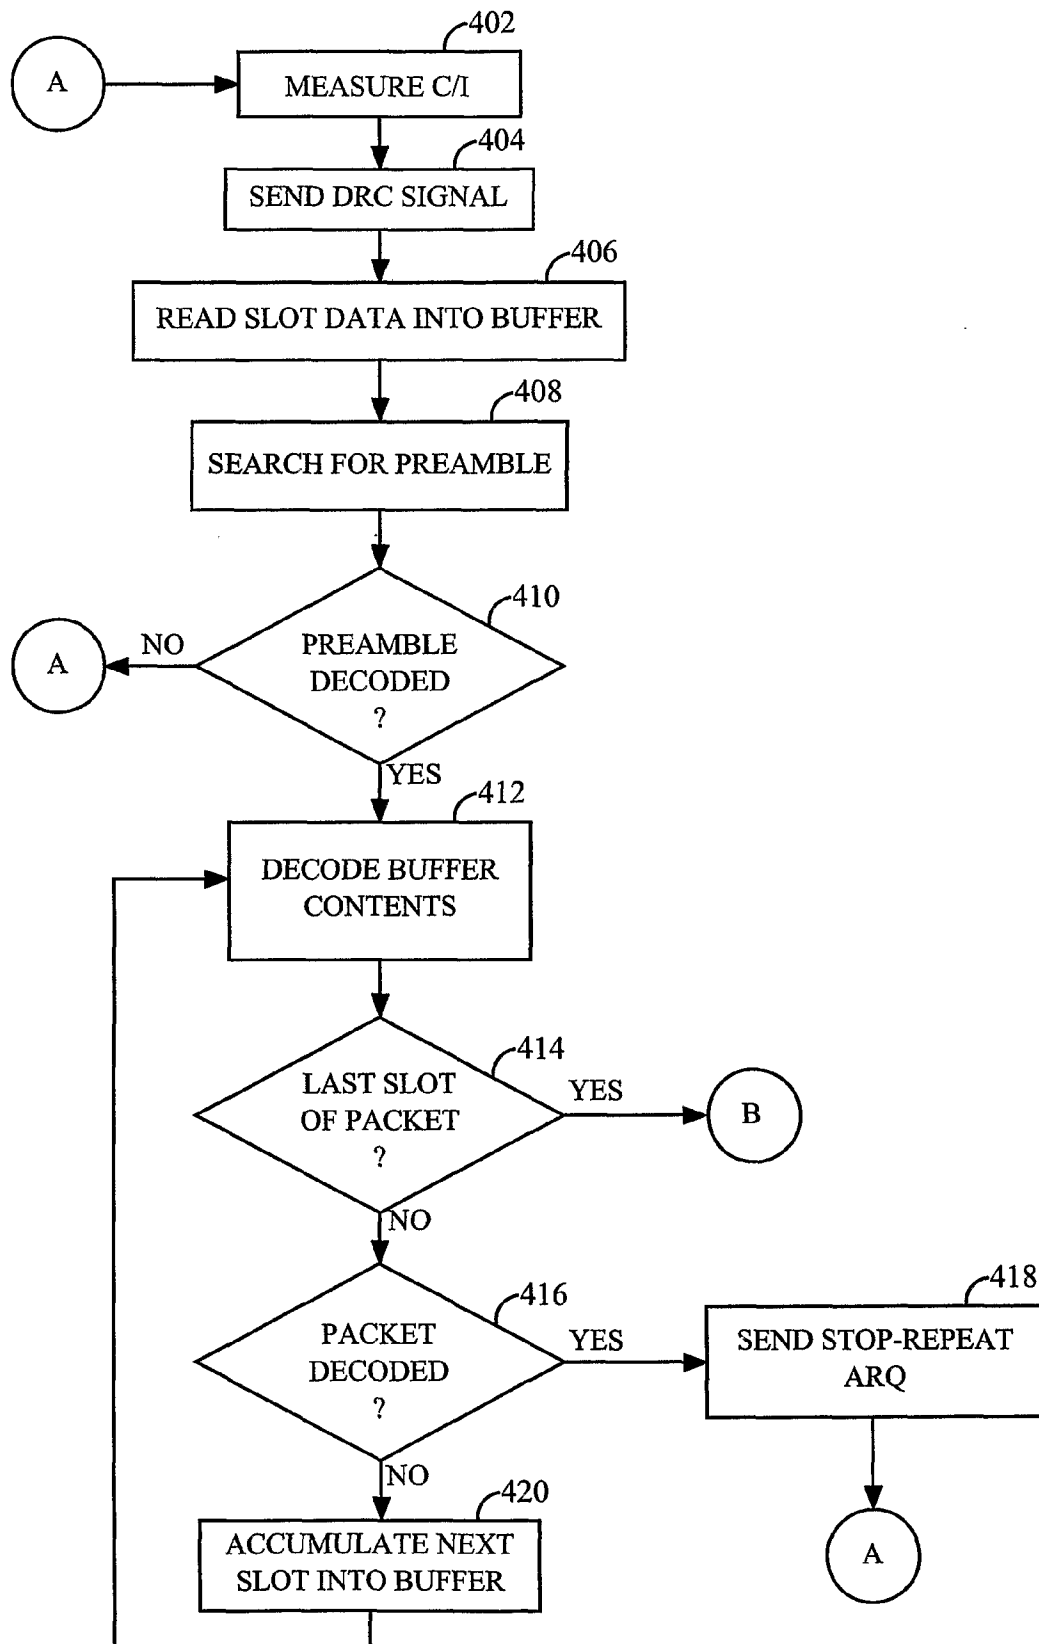 402
A
MEASURE C/I
404
SEND DRC SIGNAL
406
READ SLOT DATA INTO BUFFER
408
SEARCH FOR PREAMBLE
410
A
NO
PREAMBLE
DECODED
?
YES
412
DECODE BUFFER
CONTENTS
414
LAST SLOT
OF PACKET
?
YES
B
NO
416
PACKET
DECODED
?
YES
418
SEND STOP-REPEAT
ARQ
NO
420
ACCUMULATE NEXT
SLOT INTO BUFFER
A